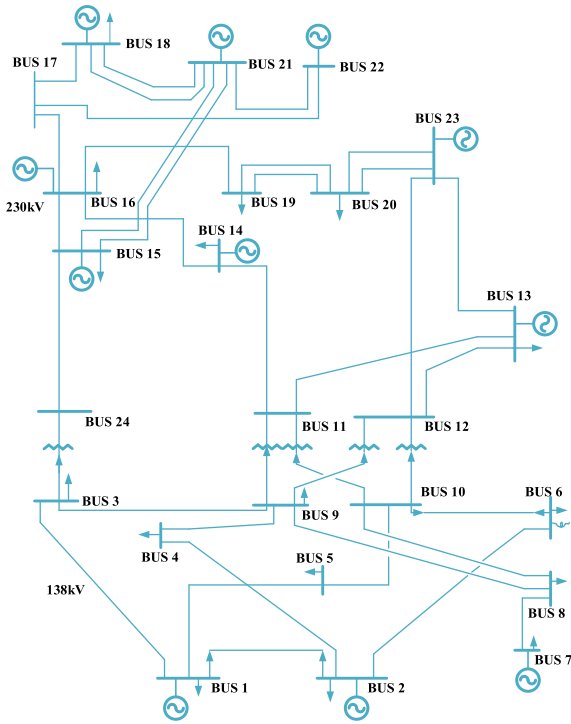 BUS 18
BUS 17
BUS 21
BUS 22
BUS 23
230kV
BUS 16
BUS 19
BUS 20
BUS 14
BUS 15
BUS 13
BUS 24
BUS 11
BUS 12
BUS 3
BUS 9
BUS 10
BUS 6
BUS 4
BUS 5
138kV
BUS 8
BUS 7
BUS 1
BUS 2